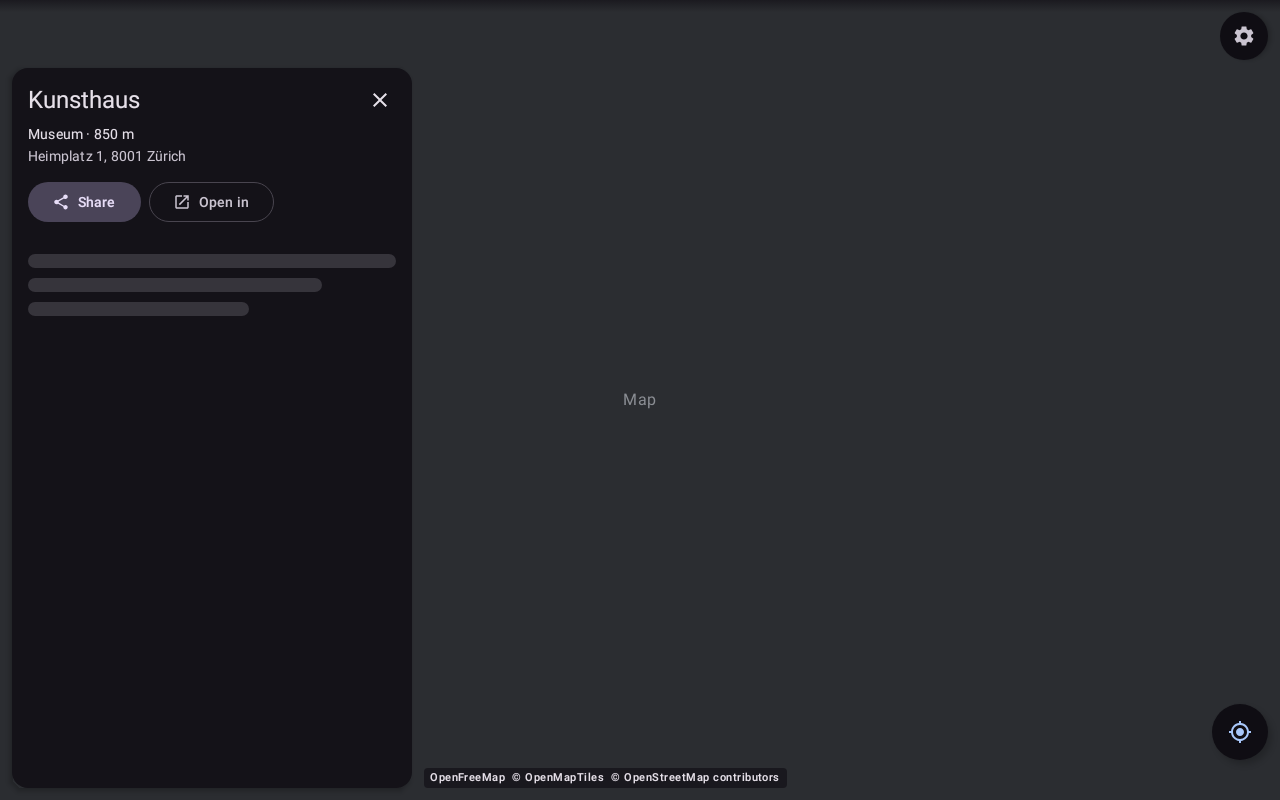 Kunsthaus
Museum · 850 m
Heimplatz 1, 8001 Zürich
Share
Open in
Map
OpenFreeMap © OpenMapTiles © OpenStreetMap contributors